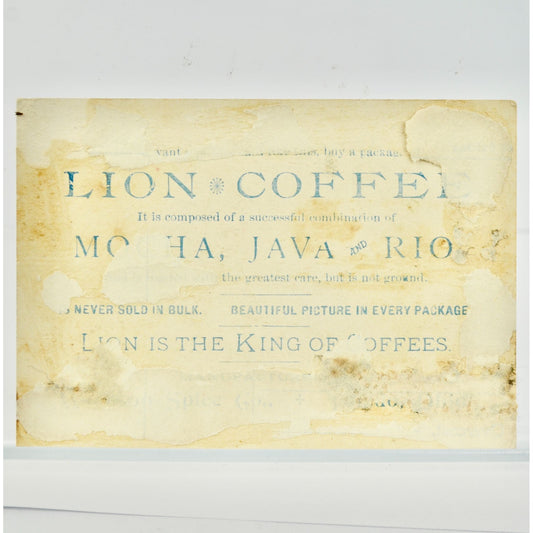 buy a package
LION COFFEE
It is composed of a successful combination of
MO HA, JAVA AND RIO
the greatest care, but is not ground.
NEVER SOLD IN BULK. BEAUTIFUL PICTURE IN EVERY PACKAGE
LION IS THE KING OF COFFEES.